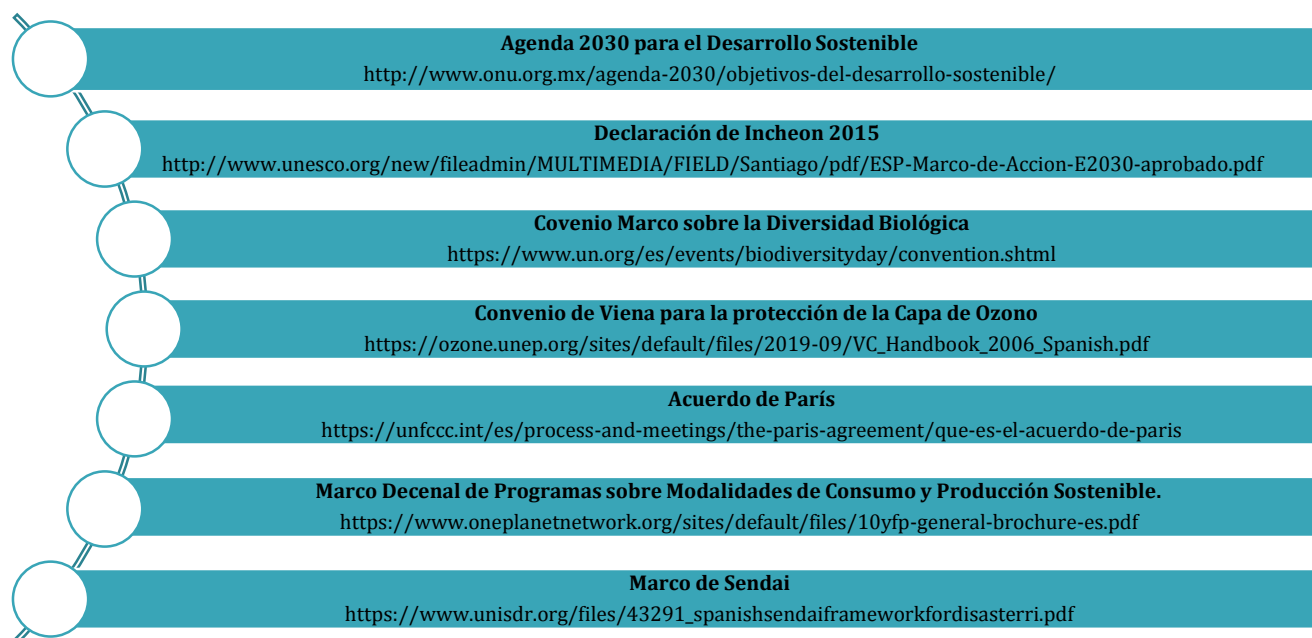 Agenda 2030 para el Desarrollo Sostenible
http://www.onu.org.mx/agenda-2030/objetivos-del-desarrollo-sostenible/
Declaración de Incheon 2015
http://www.unesco.org/new/fileadmin/MULTIMEDIA/FIELD/Santiago/pdf/ESP-Marco-de-Accion-E2030-aprobado.pdf
Covenio Marco sobre la Diversidad Biológica
https://www.un.org/es/events/biodiversityday/convention.shtml
Convenio de Viena para la protección de la Capa de Ozono
https://ozone.unep.org/sites/default/files/2019-09/VC_Handbook_2006_Spanish.pdf
Acuerdo de París
https://unfccc.int/es/process-and-meetings/the-paris-agreement/que-es-el-acuerdo-de-paris
Marco Decenal de Programas sobre Modalidades de Consumo y Producción Sostenible.
https://www.oneplanetnetwork.org/sites/default/files/10yfp-general-brochure-es.pdf
Marco de Sendai
https://www.unisdr.org/files/43291_spanishsendaiframeworkfordisasterri.pdf